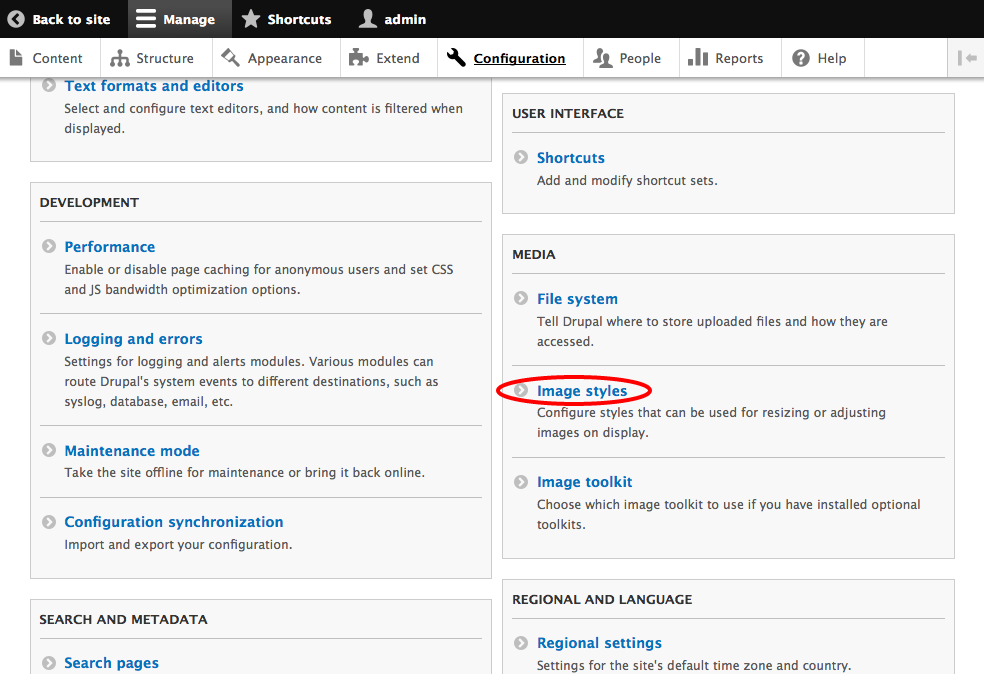 Back to site
Manage
Shortcuts
admin
Content
Structure
Appearance
Extend
Configuration
People
Reports
Help
Text formats and editors
Select and configure text editors, and how content is filtered when
displayed.
DEVELOPMENT
Performance
Enable or disable page caching for anonymous users and set CSS
and JS bandwidth optimization options.
Logging and errors
Settings for logging and alerts modules. Various modules can
route Drupal's system events to different destinations, such as
syslog, database, email, etc.
Maintenance mode
Take the site offline for maintenance or bring it back online.
Configuration synchronization
Import and export your configuration.
SEARCH AND METADATA
Search pages
USER INTERFACE
Shortcuts
Add and modify shortcut sets.
MEDIA
File system
Tell Drupal where to store uploaded files and how they are
accessed.
Image styles
Configure styles that can be used for resizing or adjusting
images on display.
Image toolkit
Choose which image toolkit to use if you have installed optional
toolkits.
REGIONAL AND LANGUAGE
Regional settings
Settings for the site's default time zone and country.